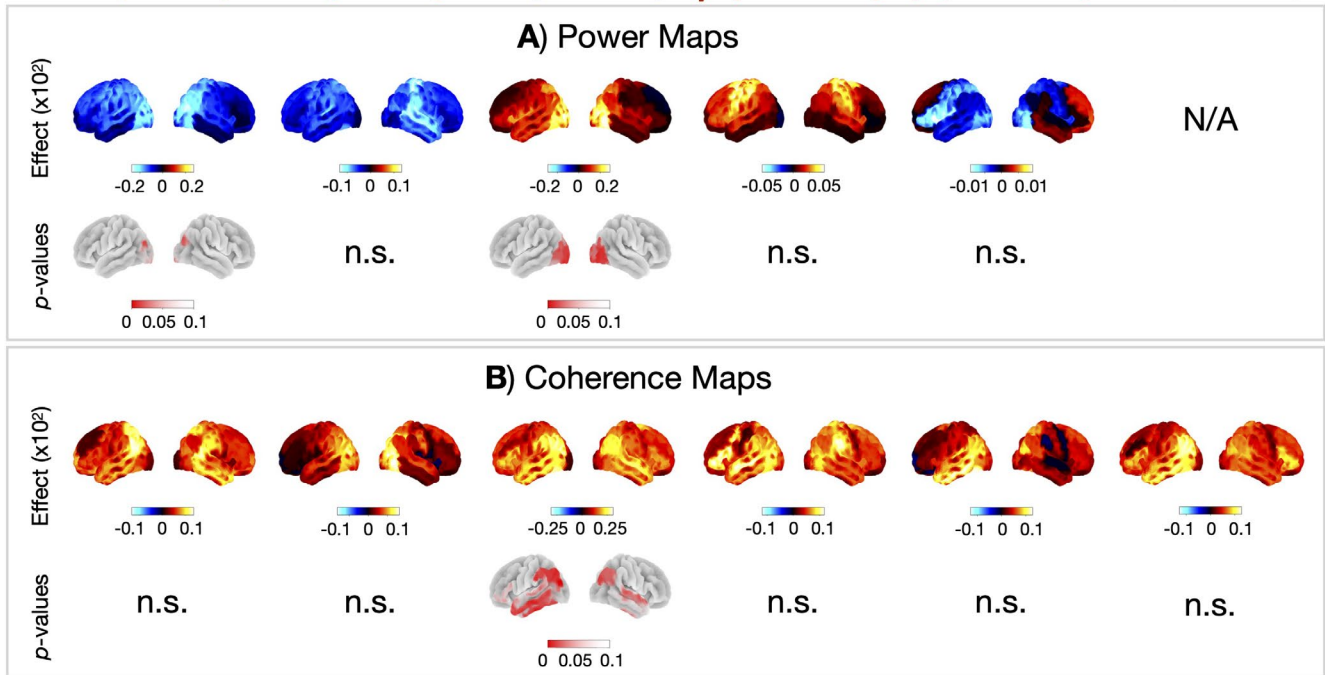 A) Power Maps
Effect (x10²)
N/A
-0.2 0 0.2
-0.1 0 0.1
-0.2 0 0.2
-0.05 0 0.05
-0.01 0 0.01
p-values
n.s.
n.s.
n.s.
0 0.05 0.1
0 0.05 0.1
B) Coherence Maps
Effect (x10²)
-0.1 0 0.1
-0.1 0 0.1
-0.25 0 0.25
-0.1 0 0.1
-0.1 0 0.1
-0.1 0 0.1
p-values
n.s.
n.s.
n.s.
n.s.
n.s.
0 0.05 0.1